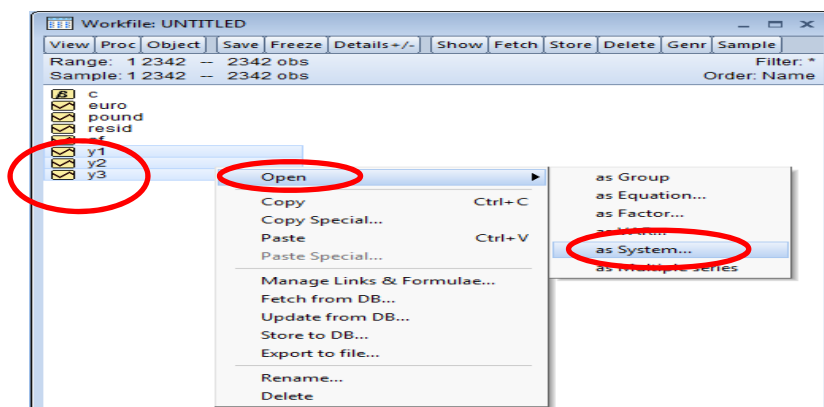 Workfile: UNTITLED
View Proc Object Save Freeze Details+/- Show Fetch Store Delete Genr Sample
Range: 1 2342 -- 2342 obs Filter: *
Sample: 1 2342 -- 2342 obs Order: Name
c
euro
pound
resid
y1
y2
y3
Open
Copy Ctrl+C
Copy Special...
Paste Ctrl+V
Paste Special...
Manage Links & Formulae...
Fetch from DB...
Update from DB...
Store to DB...
Export to file...
Rename...
Delete
as Group
as Equation...
as Factor...
as VAR...
as System...
as Multiple series